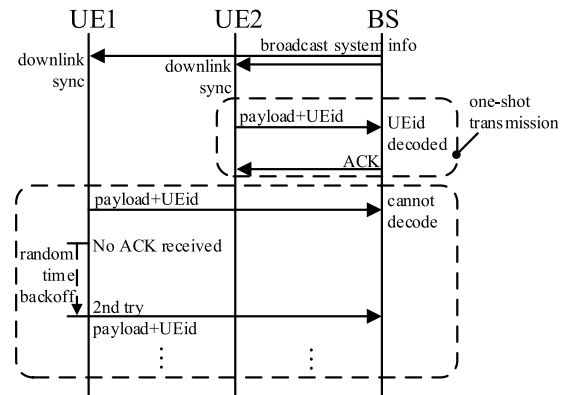 UE1
UE2
BS
broadcast system info
downlink
sync
downlink
sync
payload+UEid
UEid
decoded
ACK
one-shot
transmission
payload+UEid
cannot
decode
No ACK received
random
time
backoff
2nd try
payload+UEid